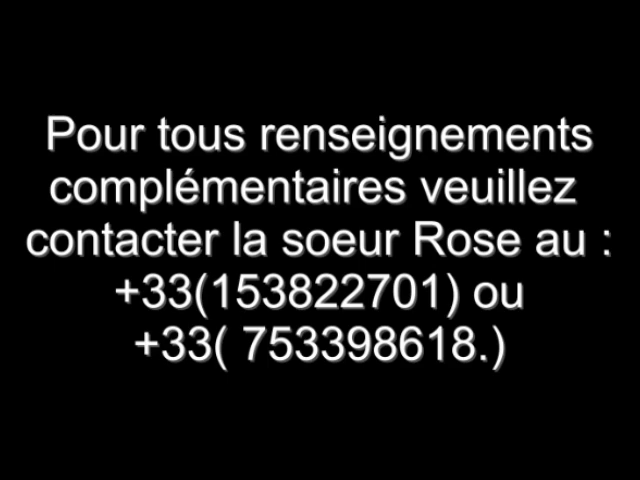 Pour tous renseignements
complémentaires veuillez
contacter la soeur Rose au :
+33(153822701) ou
+33( 753398618.)